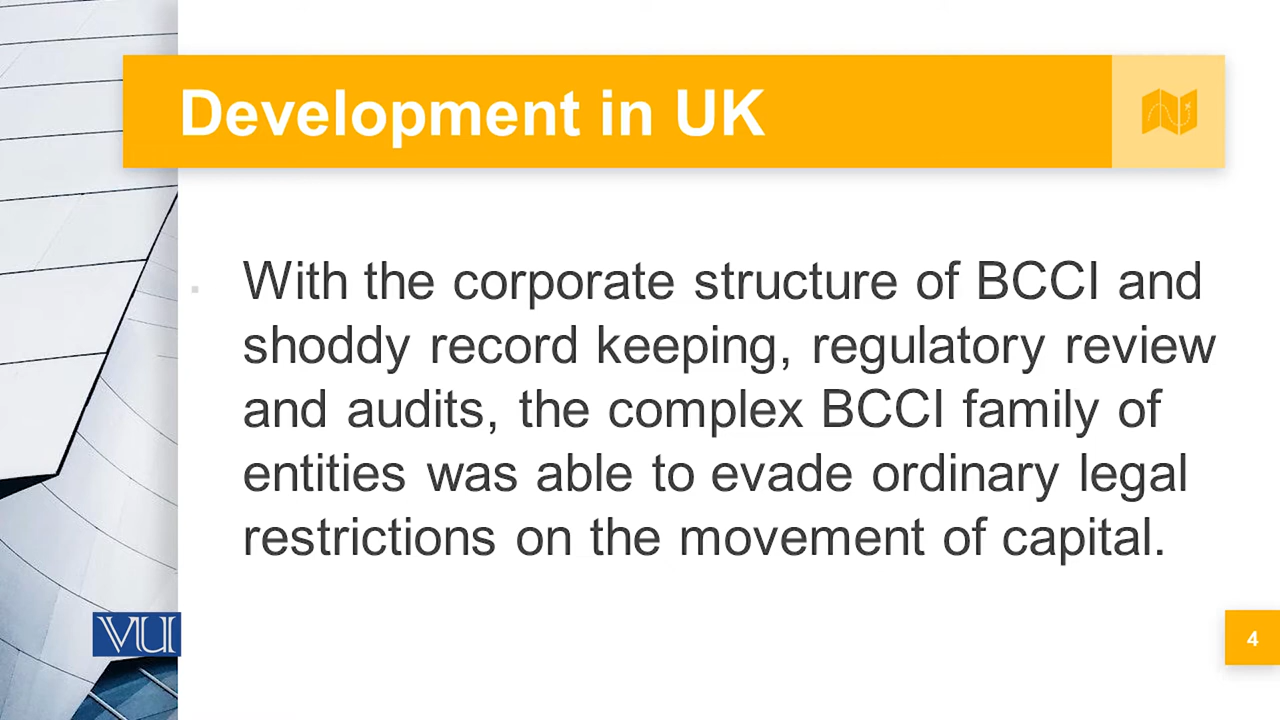 Development in UK
▪ With the corporate structure of BCCI and
shoddy record keeping, regulatory review
and audits, the complex BCCI family of
entities was able to evade ordinary legal
restrictions on the movement of capital.
VU
4